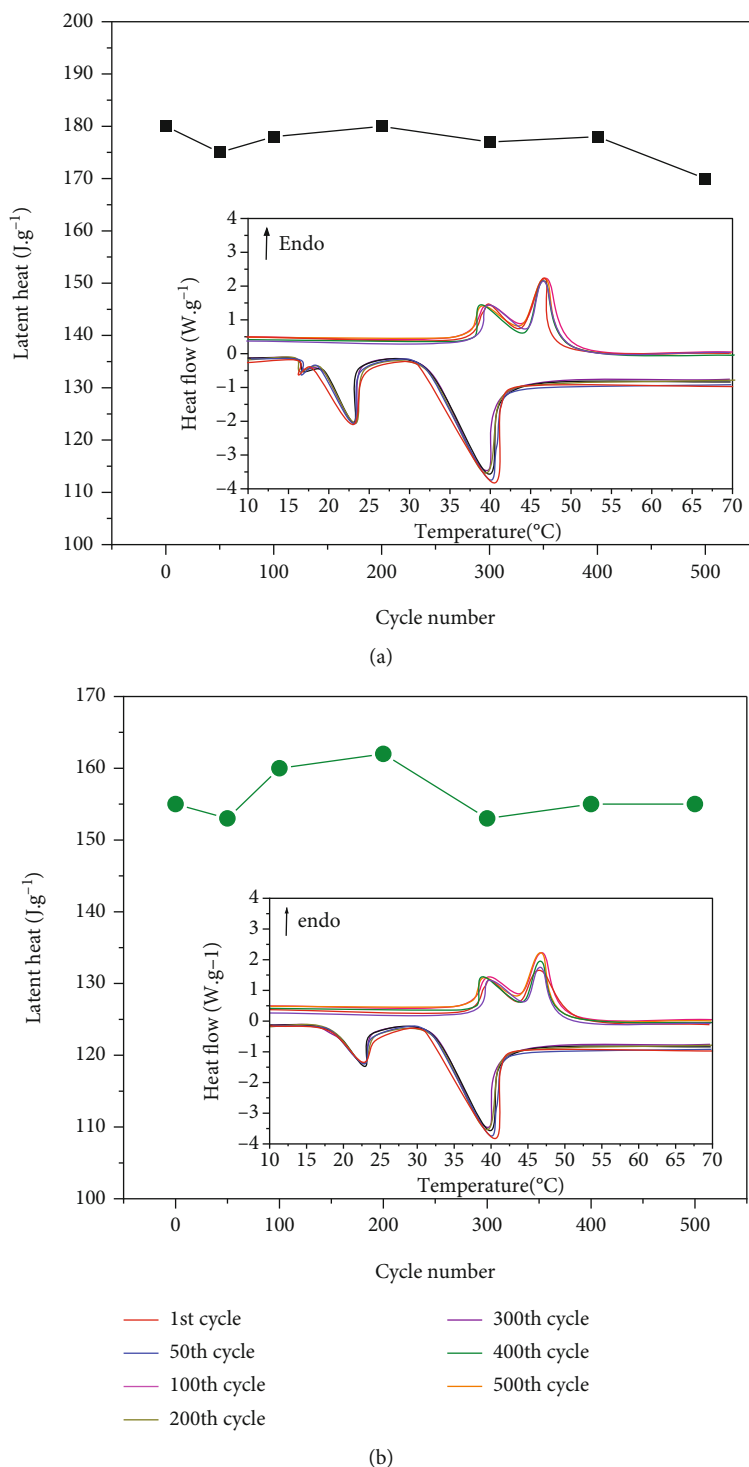 200
190
180
170
160
150
140
130
120
110
100
Latent heat (J.g⁻¹)
4
3
2
1
0
−1
−2
−3
−4
Heat flow (W.g⁻¹)
Endo
10 15 20 25 30 35 40 45 50 55 60 65 70
Temperature(°C)
0 100 200 300 400 500
Cycle number
(a)
170
160
150
145
135
125
120
110
100
Latent heat (J.g⁻¹)
4
3
2
1
0
−1
−2
−3
−4
Heat flow (W.g–1)
endo
10 15 20 25 30 35 40 45 50 55 60 65 70
Temperature(°C)
0 100 200 300 400 500
Cycle number
1st cycle 300th cycle
50th cycle 400th cycle
100th cycle 500th cycle
200th cycle
(b)